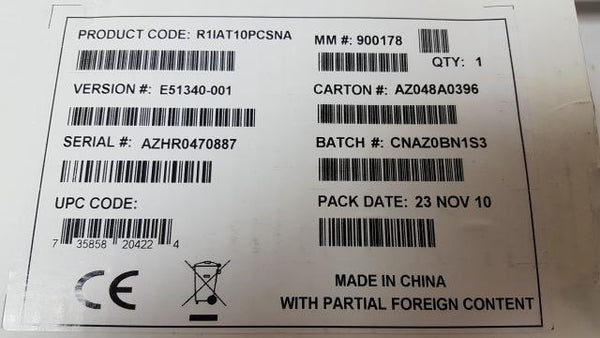 PRODUCT CODE: R1IAT10PCSNA
MM #: 900178
QTY: 1
VERSION #: E51340-001
CARTON #: AZ048A0396
SERIAL #: AZHR0470887
BATCH #: CNAZ0BN1S3
UPC CODE:
PACK DATE: 23 NOV 10
7 35858 20422 4
CE
MADE IN CHINA
WITH PARTIAL FOREIGN CONTENT